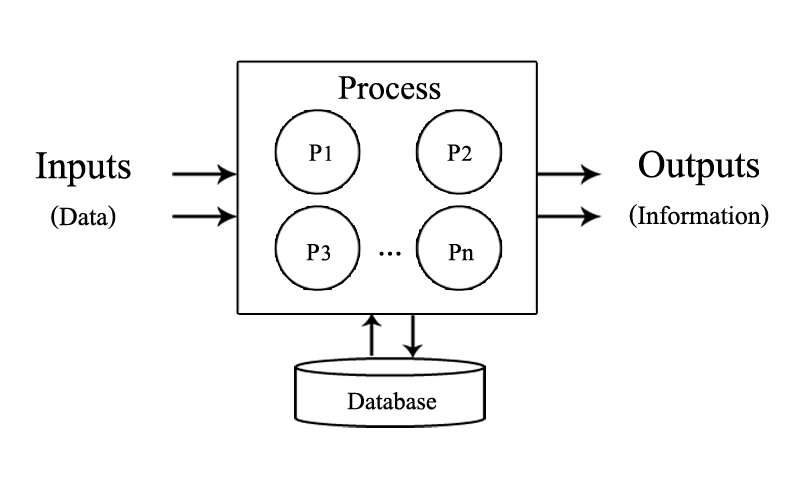 Process
P1
P2
Inputs
(Data)
Outputs
(Information)
P3
...
Pn
Database